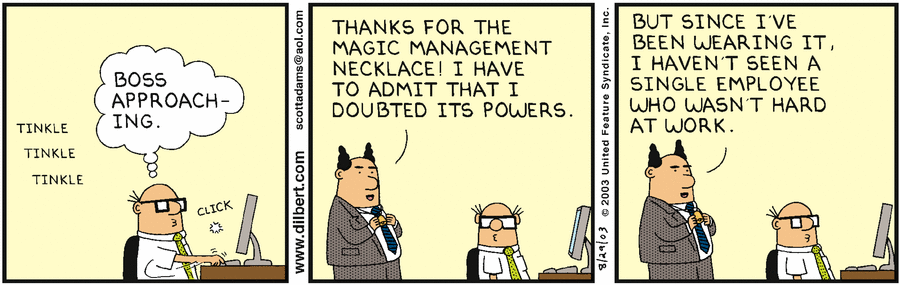 BOSS
APPROACH-
ING.
TINKLE
TINKLE
TINKLE
CLICK
www.dilbert.com
scottadams@aol.com
THANKS FOR THE
MAGIC MANAGEMENT
NECKLACE! I HAVE
TO ADMIT THAT I
DOUBTED ITS POWERS.
8/29/03 © 2003 United Feature Syndicate, Inc.
BUT SINCE I'VE
BEEN WEARING IT,
I HAVEN'T SEEN A
SINGLE EMPLOYEE
WHO WASN'T HARD
AT WORK.